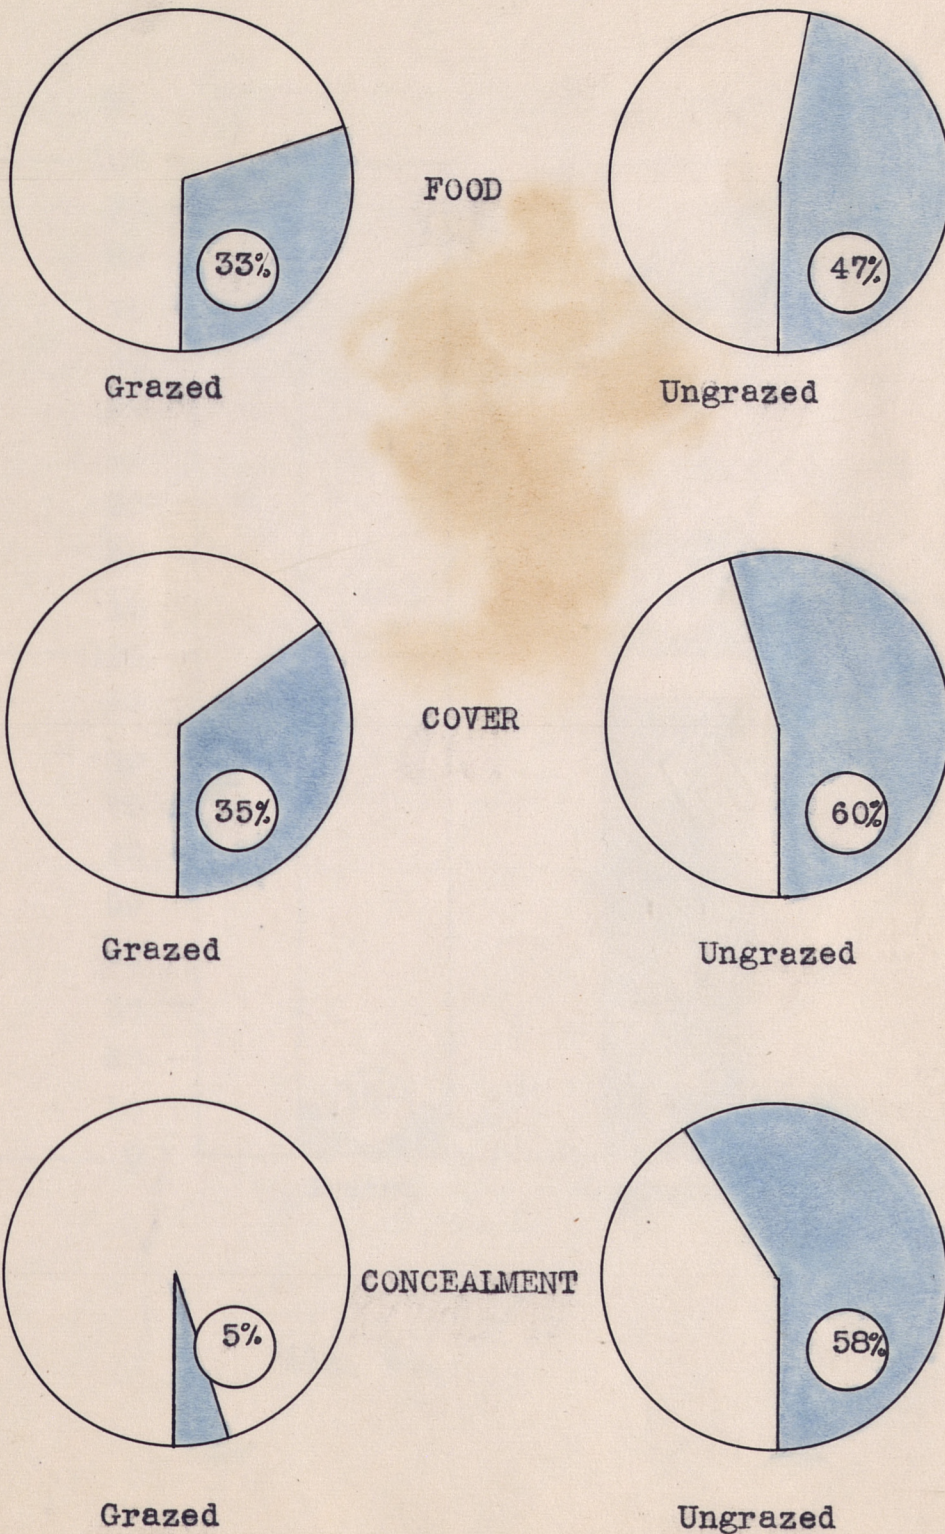 FOOD
33%
47%
Grazed
Ungrazed
COVER
35%
60%
Grazed
Ungrazed
CONCEALMENT
5%
58%
Grazed
Ungrazed